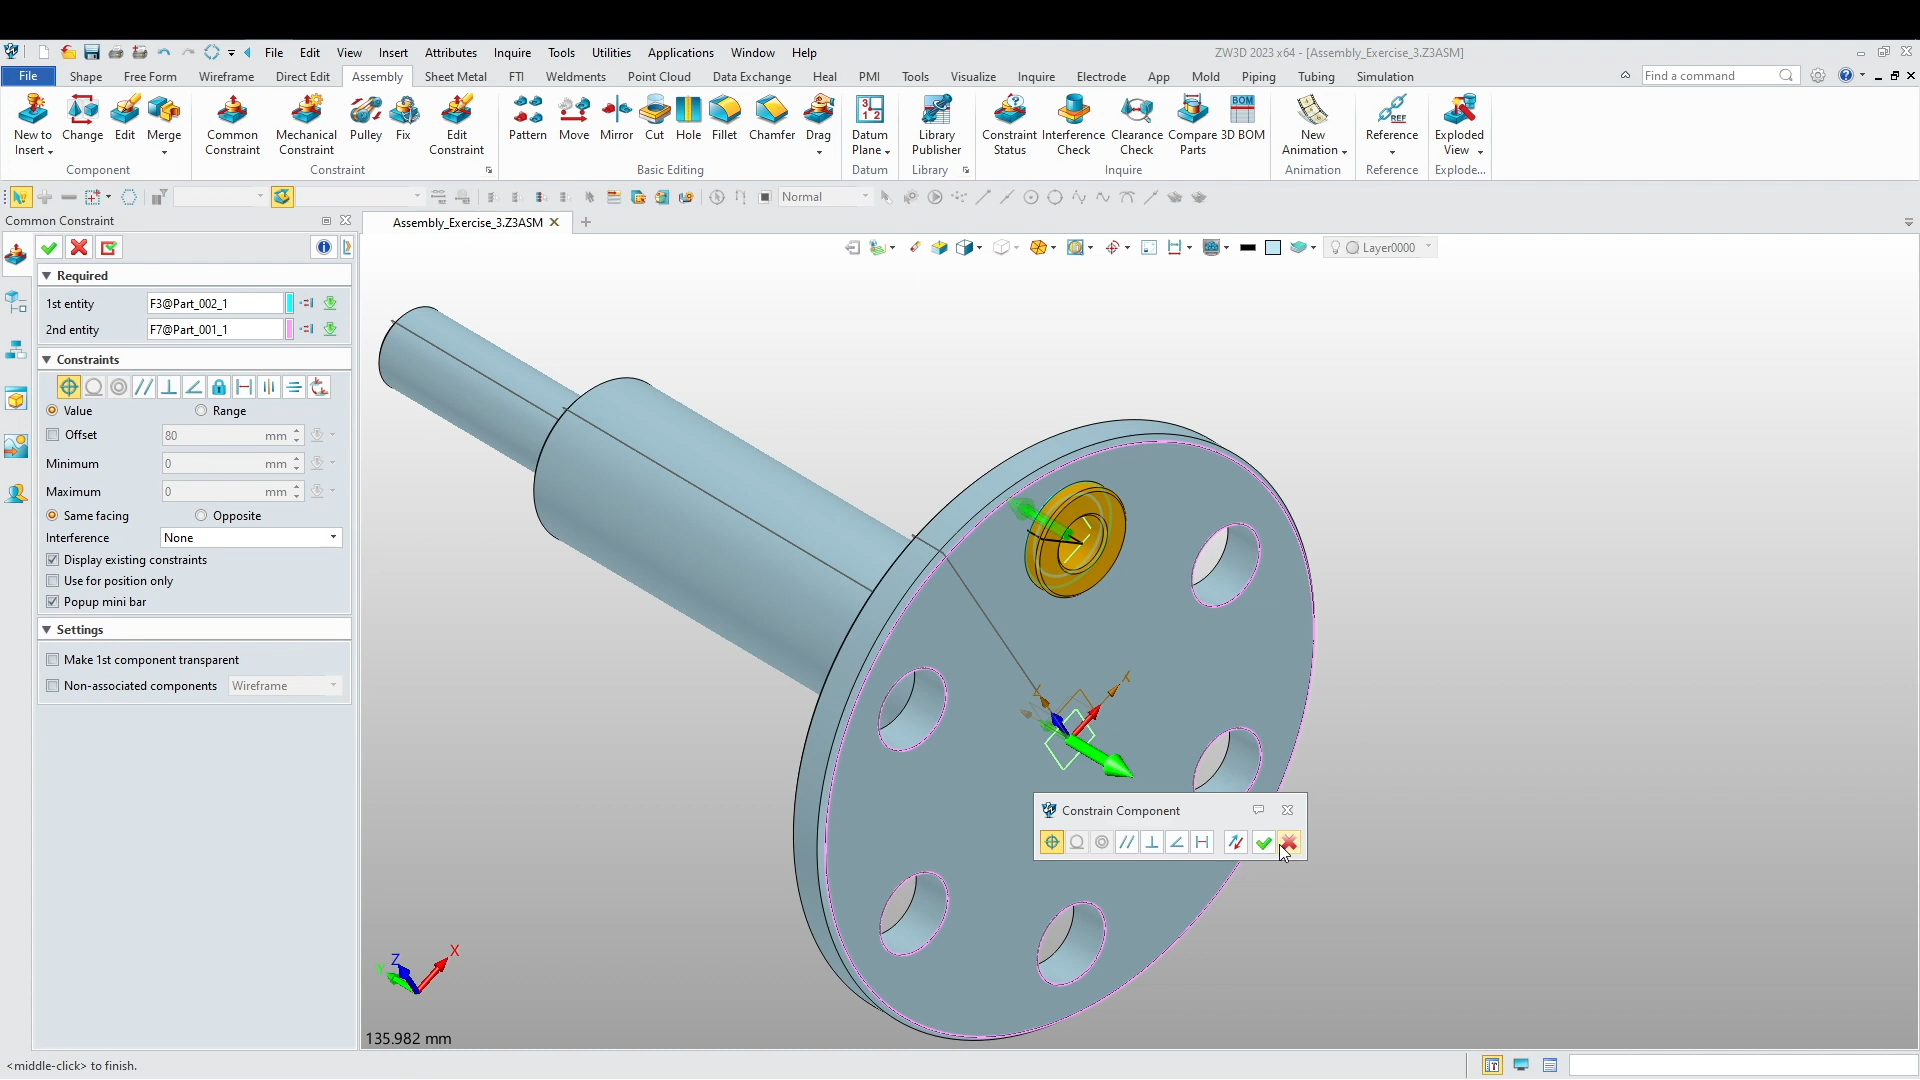 File Edit View Insert Attributes Inquire Tools Utilities Applications Window Help ZW3D 2023 x64 - [Assembly_Exercise_3.Z3ASM]
File Shape Free Form Wireframe Direct Edit Assembly Sheet Metal FTI Weldments Point Cloud Data Exchange Heal PMI Tools Visualize Inquire Electrode App Mold Piping Tubing Simulation Find a command
New to Insert Change Edit Merge Common Constraint Mechanical Constraint Pulley Fix Edit Constraint Pattern Move Mirror Cut Hole Fillet Chamfer Drag Datum Plane Library Publisher Constraint Status Interference Check Clearance Check Compare Parts 3D BOM New Animation Reference Exploded View
Component Constraint Basic Editing Datum Library Inquire Animation Reference Explode...
Normal
Common Constraint
Assembly_Exercise_3.Z3ASM
Layer0000
Required
1st entity F3@Part_002_1
2nd entity F7@Part_001_1
Constraints
Value Range
Offset 80 mm
Minimum 0 mm
Maximum 0 mm
Same facing Opposite
Interference None
Display existing constraints
Use for position only
Popup mini bar
Settings
Make 1st component transparent
Non-associated components Wireframe
Constrain Component
X
Z
Y
135.982 mm
<middle-click> to finish.